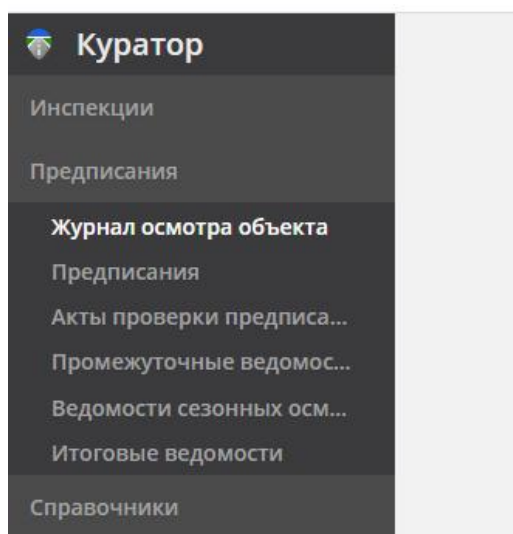 Куратор
Инспекции
Предписания
Журнал осмотра объекта
Предписания
Акты проверки предписа...
Промежуточные ведомос...
Ведомости сезонных осм...
Итоговые ведомости
Справочники